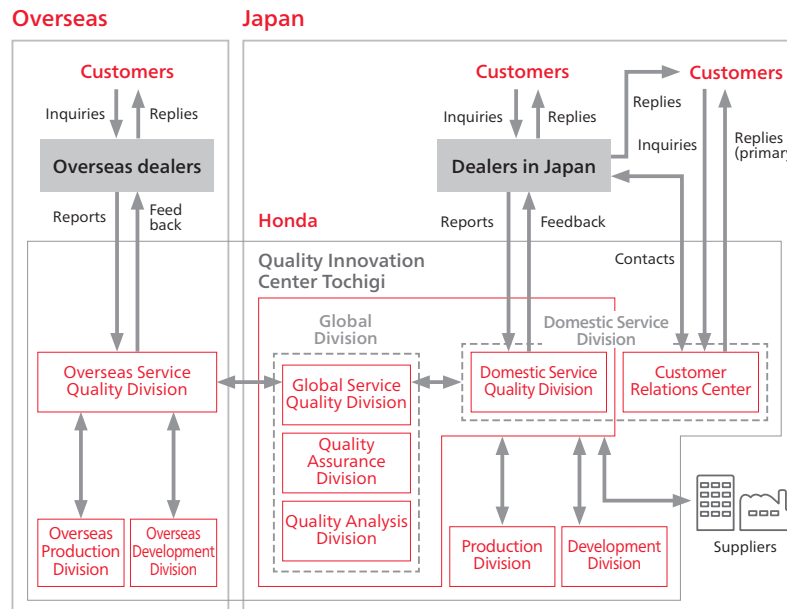 Overseas
Japan
Customers
Customers
Customers
Inquiries
Replies
Inquiries
Replies
Replies
Inquiries
Replies
(primary
Overseas dealers
Dealers in Japan
Reports
Feed
back
Honda
Reports
Feedback
Contacts
Quality Innovation
Center Tochigi
Global
Division
Domestic Service
Division
Overseas Service
Quality Division
Global Service
Quality Division
Domestic Service
Quality Division
Customer
Relations Center
Quality
Assurance
Division
Quality Analysis
Division
Overseas
Production
Division
Overseas
Development
Division
Production
Division
Development
Division
Suppliers